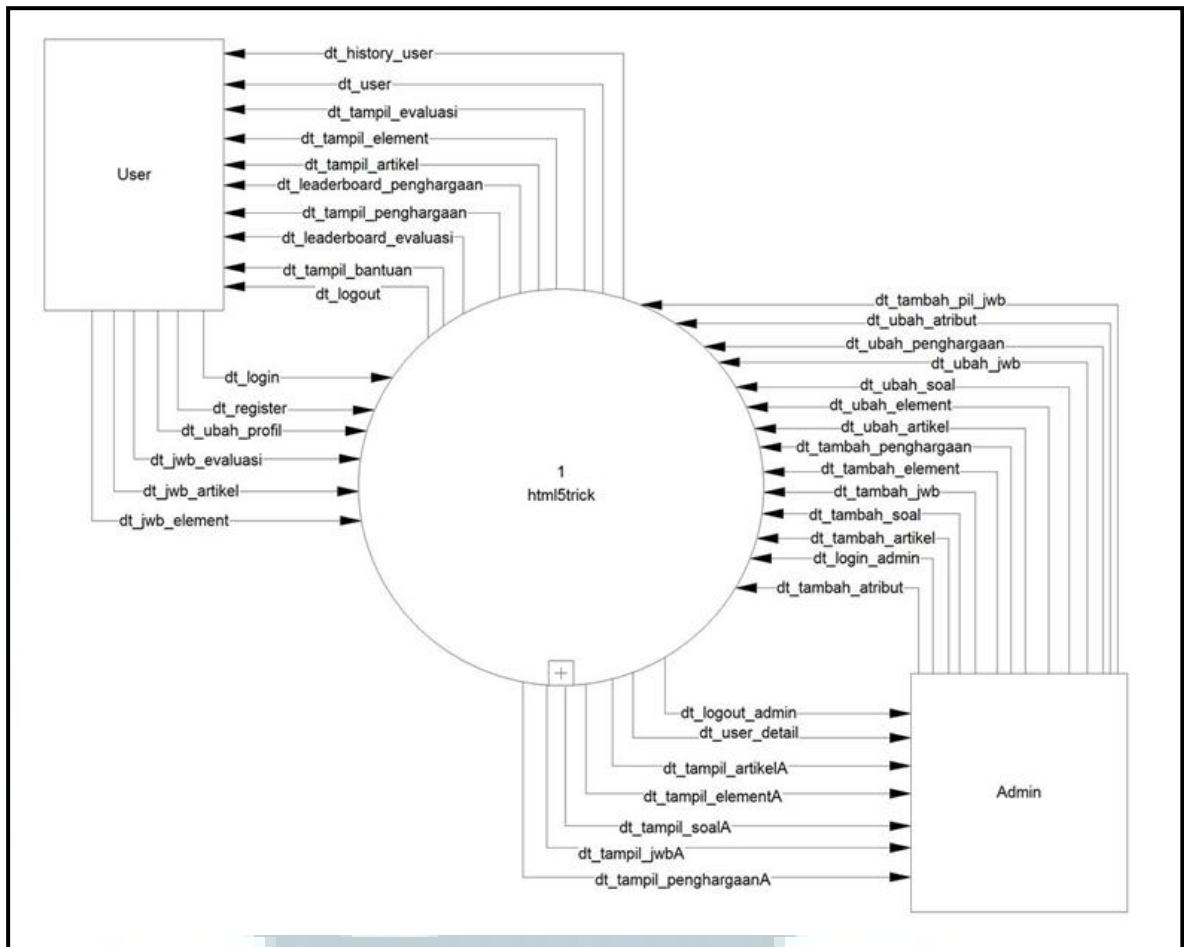 dt_history_user
dt_user
dt_tampil_evaluasi
dt_tampil_element
dt_tampil_artikel
dt_leaderboard_penghargaan
dt_tampil_penghargaan
dt_leaderboard_evaluasi
dt_tampil_bantuan
dt_logout
User
dt_login
dt_register
dt_ubah_profil
dt_jwb_evaluasi
dt_jwb_artikel
dt_jwb_element
1
html5trick
dt_tambah_pil_jwb
dt_ubah_atribut
dt_ubah_penghargaan
dt_ubah_jwb
dt_ubah_soal
dt_ubah_element
dt_ubah_artikel
dt_tambah_penghargaan
dt_tambah_element
dt_tambah_jwb
dt_tambah_soal
dt_tambah_artikel
dt_login_admin
dt_tambah_atribut
dt_logout_admin
dt_user_detail
dt_tampil_artikelA
dt_tampil_elementA
dt_tampil_soalA
dt_tampil_jwbA
dt_tampil_penghargaanA
Admin